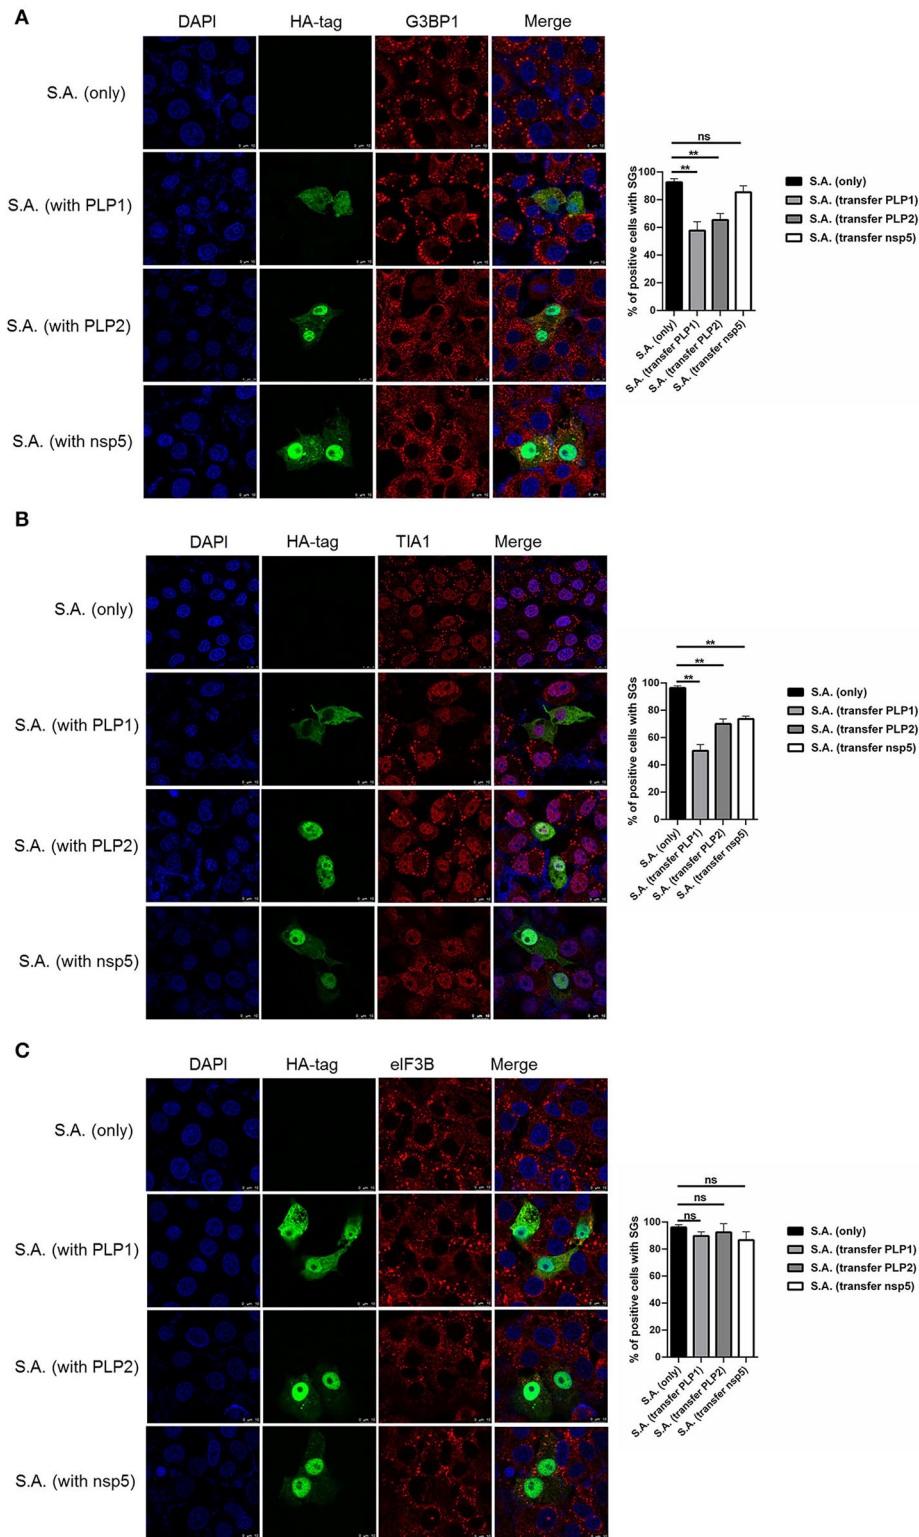 A
DAPI HA-tag G3BP1 Merge
S.A. (only)
S.A. (with PLP1)
S.A. (with PLP2)
S.A. (with nsp5)
ns
**
**
% of positive cells with SGs
100
80
60
40
20
0
S.A. (only)
S.A. (transfer PLP1)
S.A. (transfer PLP2)
S.A. (transfer nsp5)
S.A. (only)
S.A. (transfer PLP1)
S.A. (transfer PLP2)
S.A. (transfer nsp5)
B
DAPI HA-tag TIA1 Merge
S.A. (only)
S.A. (with PLP1)
S.A. (with PLP2)
S.A. (with nsp5)
**
**
**
% of positive cells with SGs
100
80
60
40
20
0
S.A. (only)
S.A. (transfer PLP1)
S.A. (transfer PLP2)
S.A. (transfer nsp5)
S.A. (only)
S.A. (transfer PLP1)
S.A. (transfer PLP2)
S.A. (transfer nsp5)
C
DAPI HA-tag eIF3B Merge
S.A. (only)
S.A. (with PLP1)
S.A. (with PLP2)
S.A. (with nsp5)
ns
ns
ns
% of positive cells with SGs
100
80
60
40
20
0
S.A. (only)
S.A. (transfer PLP1)
S.A. (transfer PLP2)
S.A. (transfer nsp5)
S.A. (only)
S.A. (transfer PLP1)
S.A. (transfer PLP2)
S.A. (transfer nsp5)